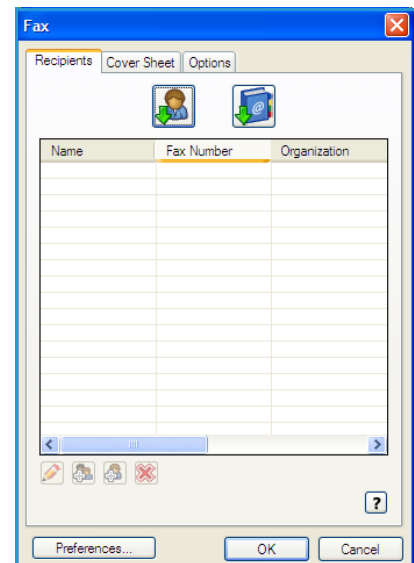 Fax
Recipients Cover Sheet Options
@
Name Fax Number Organization
?
Preferences... OK Cancel